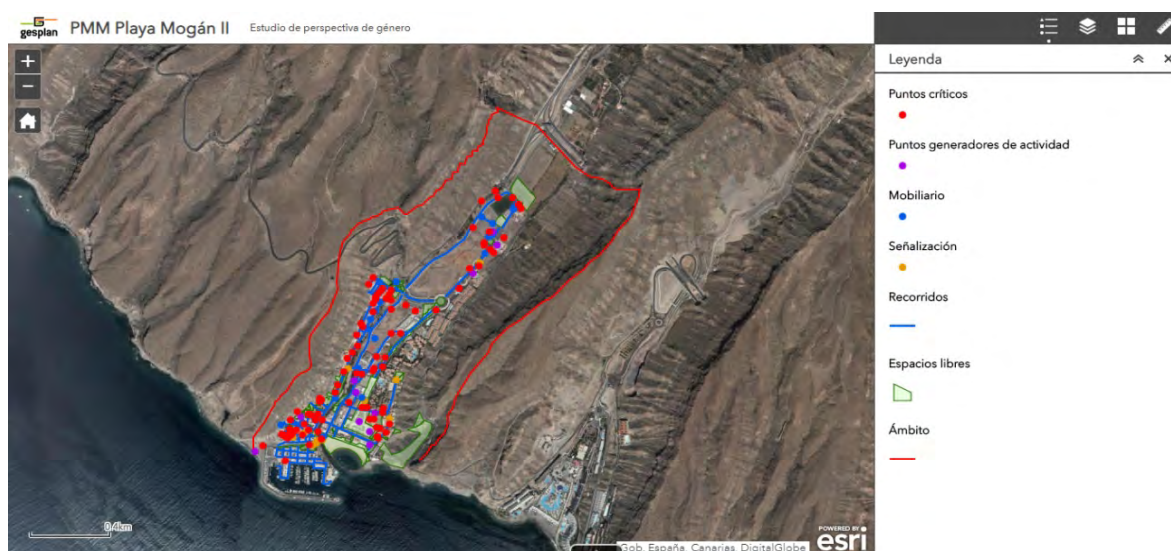 gesplan
PMM Playa Mogán II
Estudio de perspectiva de género
+
−
Leyenda
Puntos críticos
Puntos generadores de actividad
Mobiliario
Señalización
Recorridos
Espacios libres
Ámbito
0.4km
POWERED BY
esri
Gob. España, Canarias, DigitalGlobe